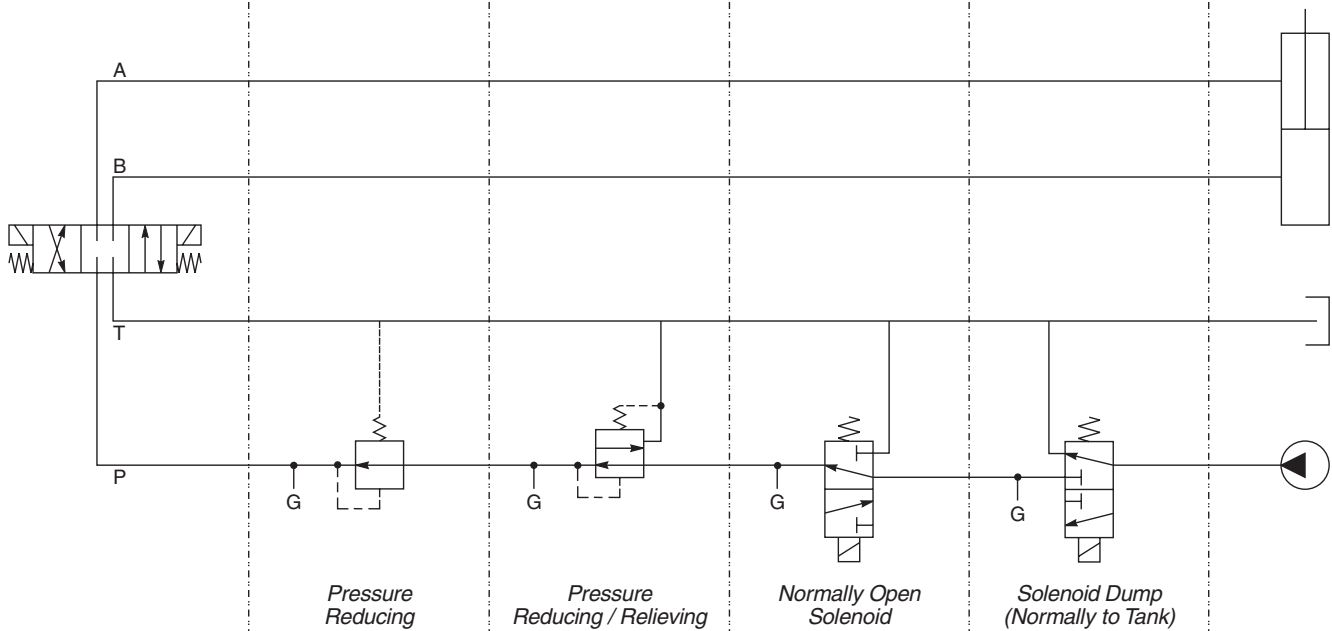 A
B
T
P
G
G
G
G
Pressure
Reducing
Pressure
Reducing / Relieving
Normally Open
Solenoid
Solenoid Dump
(Normally to Tank)